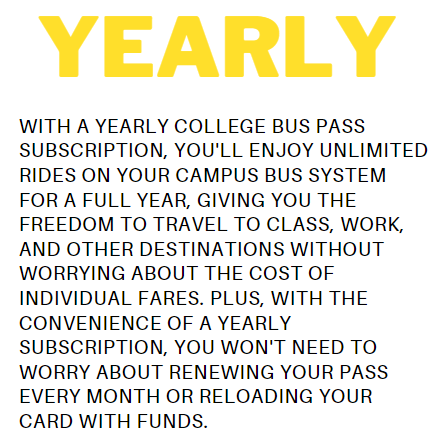 YEARLY
WITH A YEARLY COLLEGE BUS PASS
SUBSCRIPTION, YOU'LL ENJOY UNLIMITED
RIDES ON YOUR CAMPUS BUS SYSTEM
FOR A FULL YEAR, GIVING YOU THE
FREEDOM TO TRAVEL TO CLASS, WORK,
AND OTHER DESTINATIONS WITHOUT
WORRYING ABOUT THE COST OF
INDIVIDUAL FARES. PLUS, WITH THE
CONVENIENCE OF A YEARLY
SUBSCRIPTION, YOU WON'T NEED TO
WORRY ABOUT RENEWING YOUR PASS
EVERY MONTH OR RELOADING YOUR
CARD WITH FUNDS.